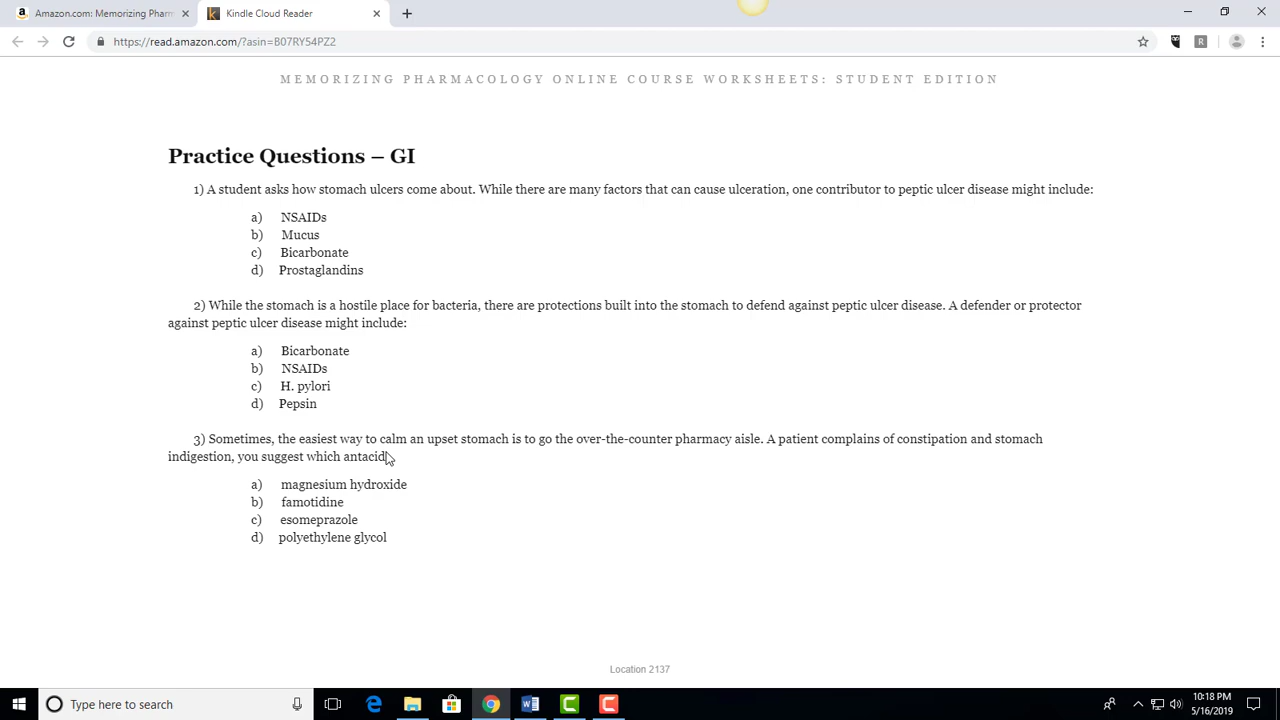 Amazon.com: Memorizing Pharm
Kindle Cloud Reader
https://read.amazon.com/?asin=B07RY54PZ2
MEMORIZING PHARMACOLOGY ONLINE COURSE WORKSHEETS: STUDENT EDITION
Practice Questions – GI
1) A student asks how stomach ulcers come about. While there are many factors that can cause ulceration, one contributor to peptic ulcer disease might include:
a) NSAIDs
b) Mucus
c) Bicarbonate
d) Prostaglandins
2) While the stomach is a hostile place for bacteria, there are protections built into the stomach to defend against peptic ulcer disease. A defender or protector
against peptic ulcer disease might include:
a) Bicarbonate
b) NSAIDs
c) H. pylori
d) Pepsin
3) Sometimes, the easiest way to calm an upset stomach is to go the over-the-counter pharmacy aisle. A patient complains of constipation and stomach
indigestion, you suggest which antacid
a) magnesium hydroxide
b) famotidine
c) esomeprazole
d) polyethylene glycol
Location 2137
Type here to search
10:18 PM
5/16/2019